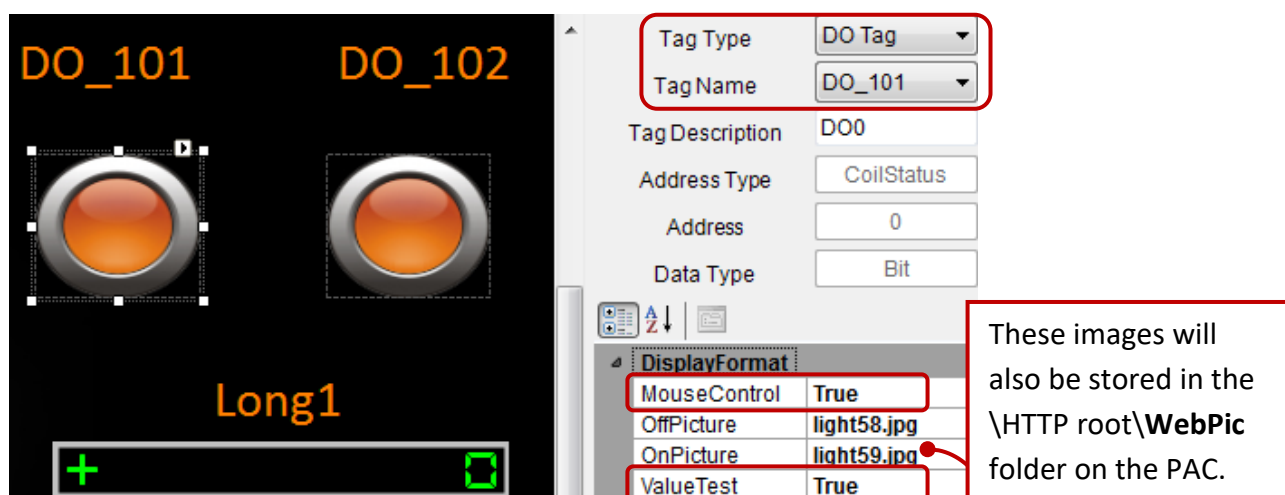 DO_101 DO_102
Long1
+ 0
Tag Type DO Tag
Tag Name DO_101
Tag Description DO0
Address Type CoilStatus
Address 0
Data Type Bit
DisplayFormat
MouseControl True
OffPicture light58.jpg
OnPicture light59.jpg
ValueTest True
These images will
also be stored in the
\HTTP root\WebPic
folder on the PAC.